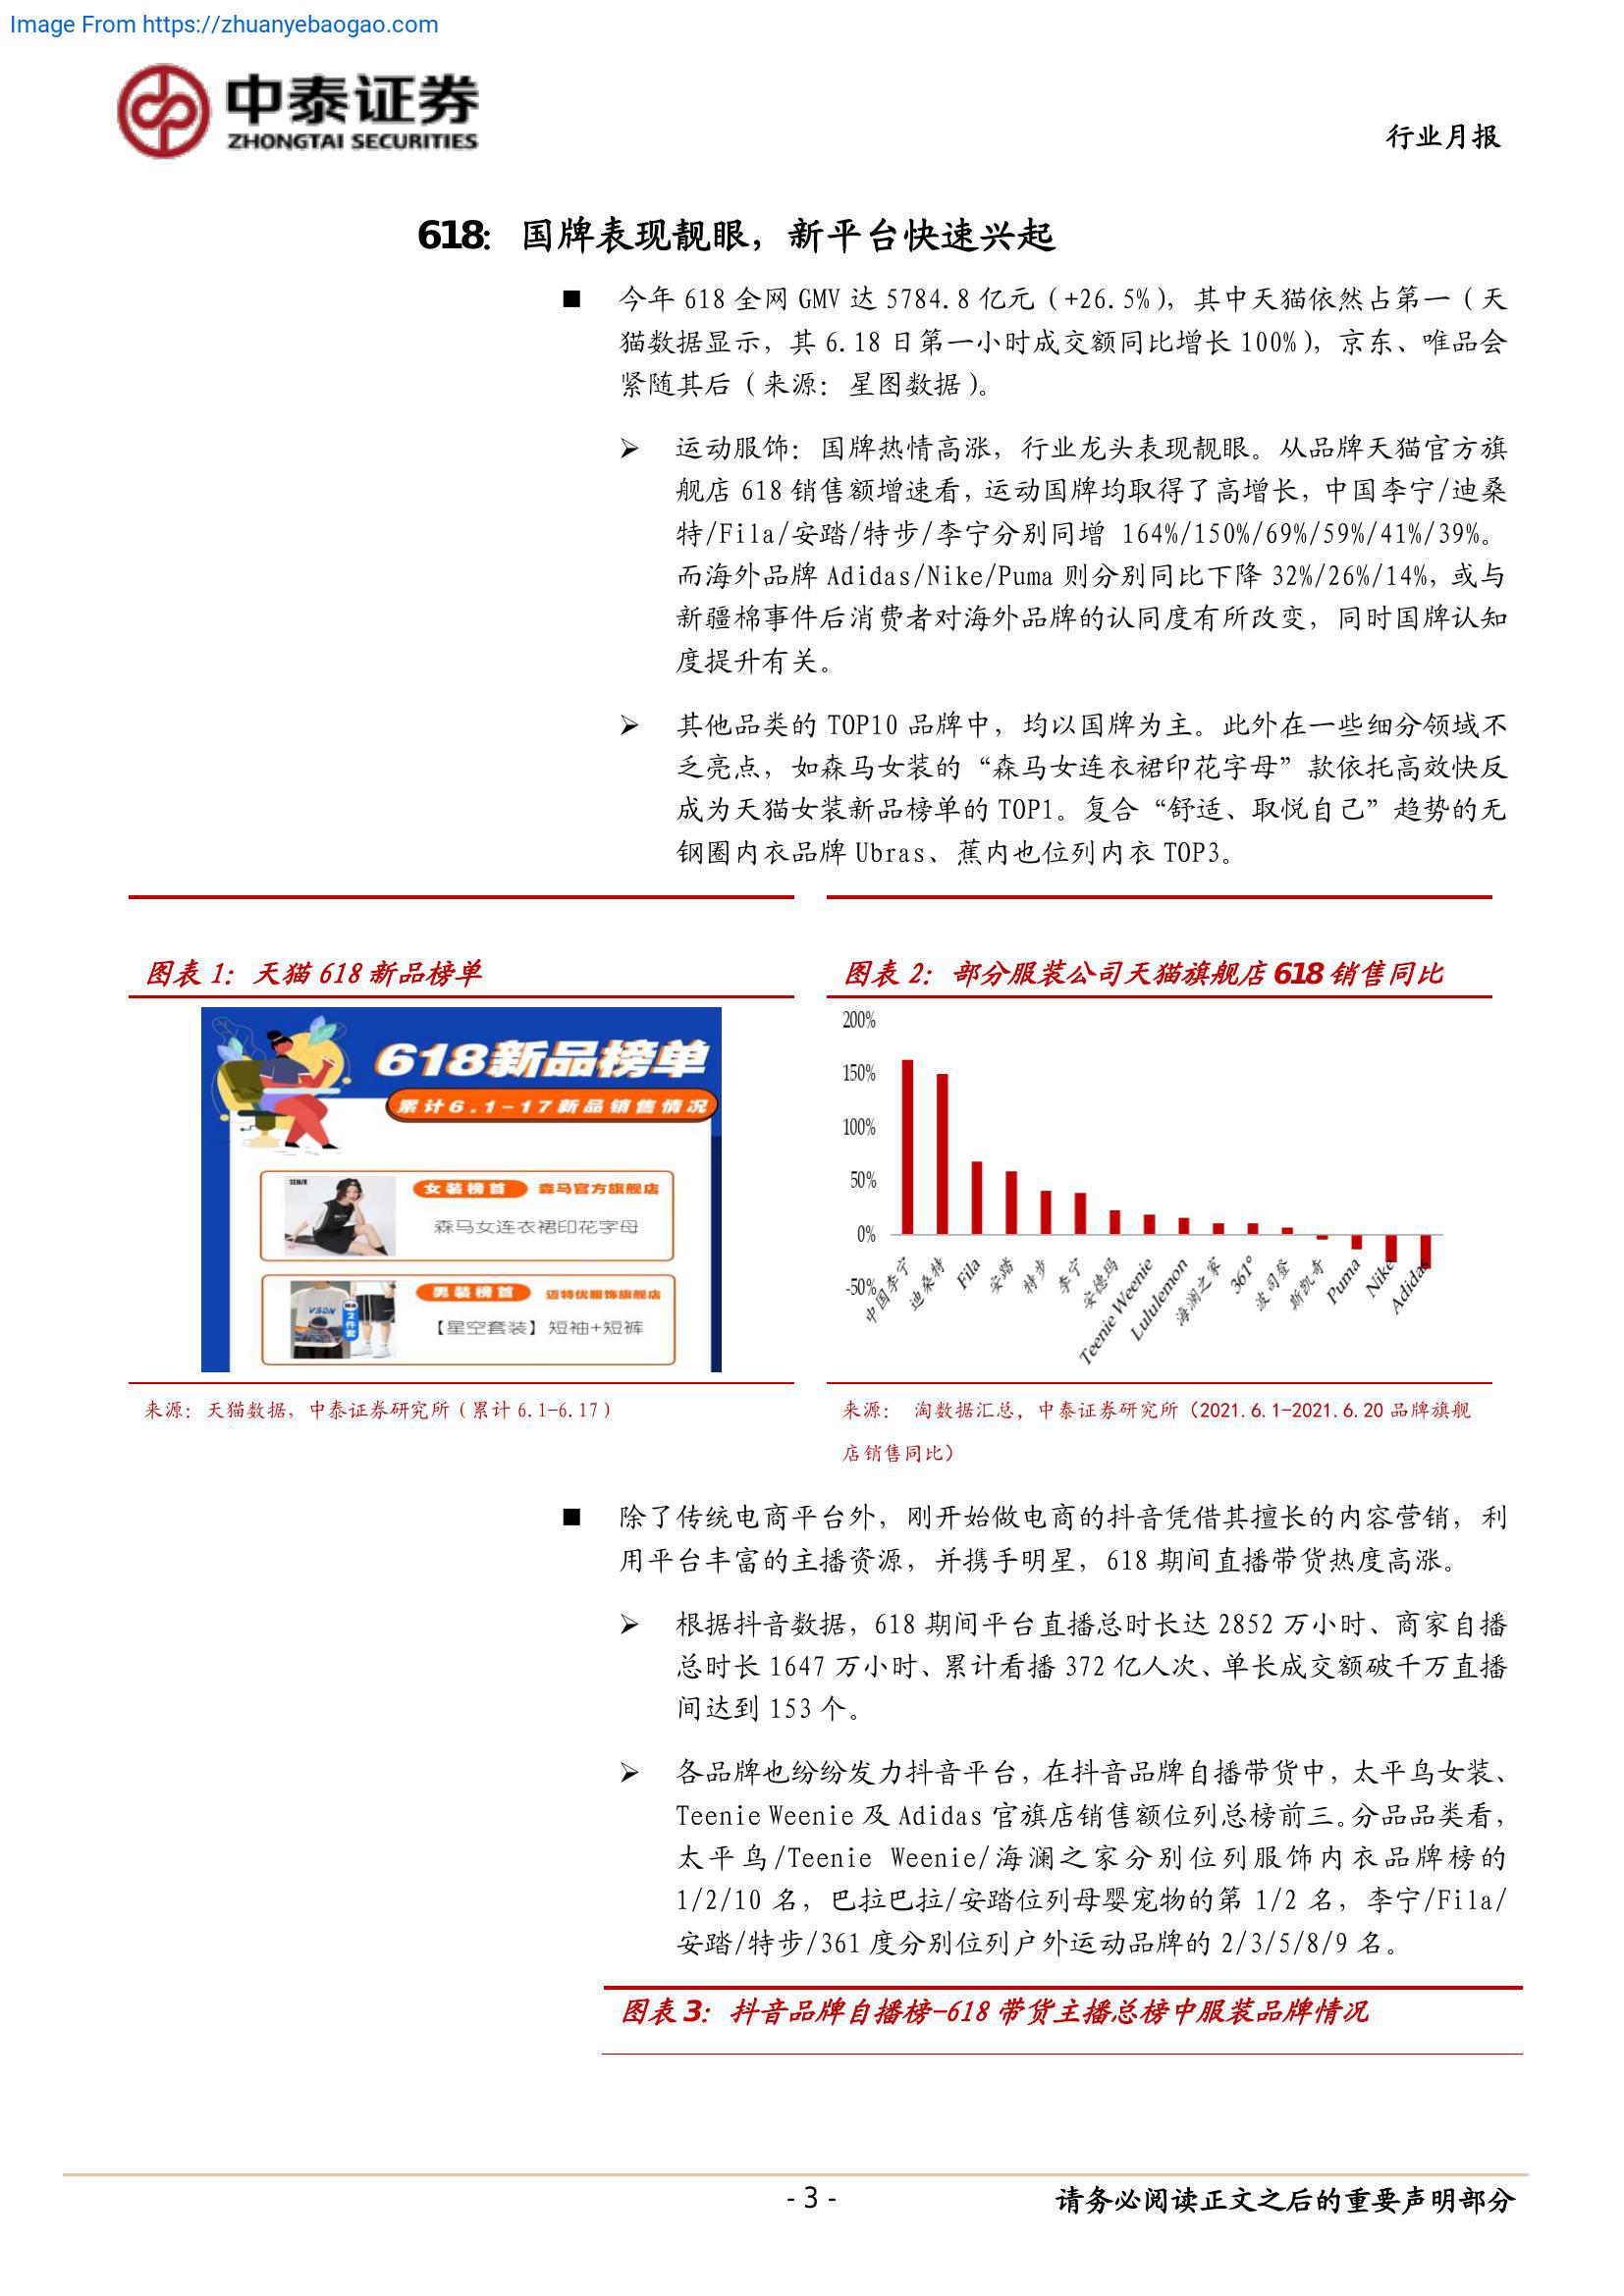 Image From https://zhuanyebaogao.com
中泰证券
ZHONGTAI SECURITIES
行业月报
618：国牌表现靓眼，新平台快速兴起
■ 今年 618 全网 GMV 达 5784.8 亿元（+26.5%），其中天猫依然占第一（天
猫数据显示，其 6.18 日第一小时成交额同比增长 100%），京东、唯品会
紧随其后（来源：星图数据）。
➢ 运动服饰：国牌热情高涨，行业龙头表现靓眼。从品牌天猫官方旗
舰店 618 销售额增速看，运动国牌均取得了高增长，中国李宁/迪桑
特/Fila/安踏/特步/李宁分别同增 164%/150%/69%/59%/41%/39%。
而海外品牌 Adidas/Nike/Puma 则分别同比下降 32%/26%/14%，或与
新疆棉事件后消费者对海外品牌的认同度有所改变，同时国牌认知
度提升有关。
➢ 其他品类的 TOP10 品牌中，均以国牌为主。此外在一些细分领域不
乏亮点，如森马女装的“森马女连衣裙印花字母”款依托高效快反
成为天猫女装新品榜单的 TOP1。复合“舒适、取悦自己”趋势的无
钢圈内衣品牌 Ubras、蕉内也位列内衣 TOP3。
图表 1：天猫 618 新品榜单
618新品榜单
累计6.1-17新品销售情况
女装榜首 森马官方旗舰店
森马女连衣裙印花字母
VSDN
2件套
男装榜首 迈特优服饰旗舰店
【星空套装】短袖+短裤
来源：天猫数据，中泰证券研究所（累计 6.1-6.17）
图表 2：部分服装公司天猫旗舰店 618 销售同比
200%
150%
100%
50%
0%
-50%
中国李宁
迪桑特
Fila
安踏
特步
李宁
安德玛
Teenie Weenie
Lululemon
海澜之家
361°
波司登
斯凯奇
Puma
Nike
Adidas
来源： 淘数据汇总，中泰证券研究所（2021.6.1-2021.6.20 品牌旗舰
店销售同比）
■ 除了传统电商平台外，刚开始做电商的抖音凭借其擅长的内容营销，利
用平台丰富的主播资源，并携手明星，618 期间直播带货热度高涨。
➢ 根据抖音数据，618 期间平台直播总时长达 2852 万小时、商家自播
总时长 1647 万小时、累计看播 372 亿人次、单长成交额破千万直播
间达到 153 个。
➢ 各品牌也纷纷发力抖音平台，在抖音品牌自播带货中，太平鸟女装、
Teenie Weenie 及 Adidas 官旗店销售额位列总榜前三。分品品类看，
太平鸟/Teenie Weenie/海澜之家分别位列服饰内衣品牌榜的
1/2/10 名，巴拉巴拉/安踏位列母婴宠物的第 1/2 名，李宁/Fila/
安踏/特步/361 度分别位列户外运动品牌的 2/3/5/8/9 名。
图表 3：抖音品牌自播榜-618 带货主播总榜中服装品牌情况
- 3 -
请务必阅读正文之后的重要声明部分